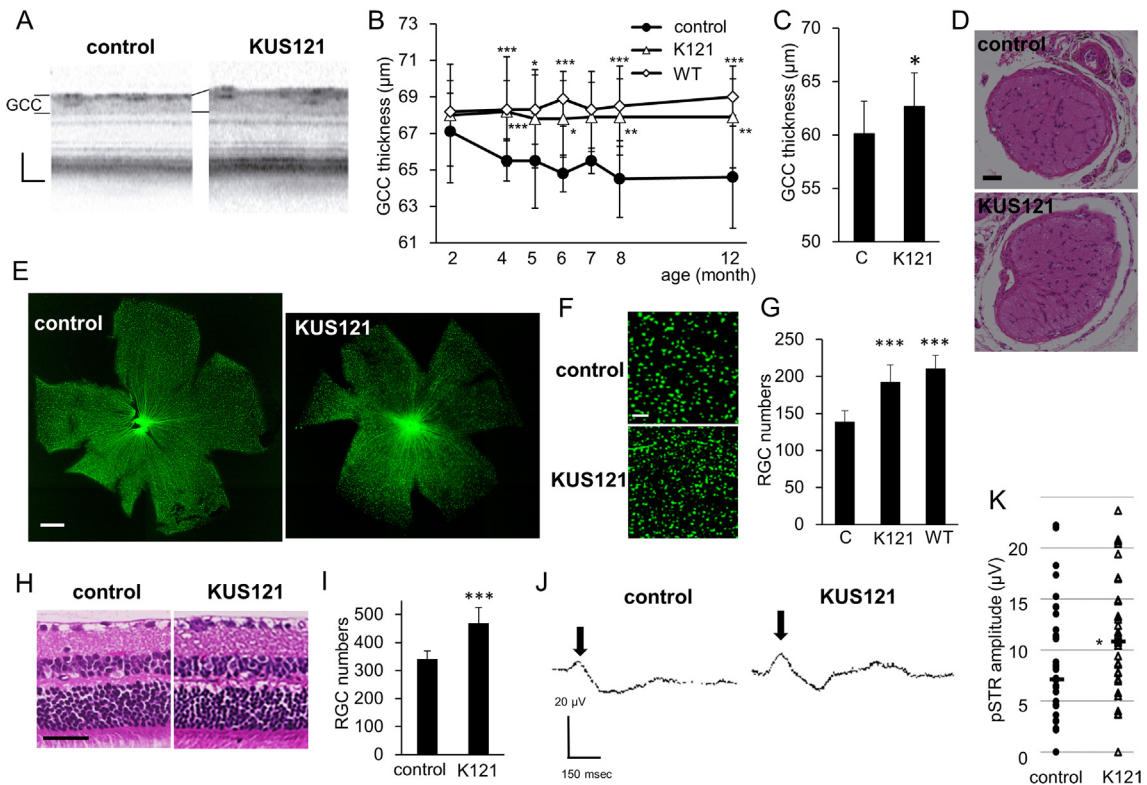 A
control
KUS121
GCC
B
GCC thickness (μm)
73
71
69
67
65
63
61
control
K121
WT
***
*
***
***
***
***
*
**
**
2
4
5
6
7
8
12
age (month)
C
GCC thickness (μm)
70
65
60
55
50
*
C
K121
D
control
KUS121
E
control
KUS121
F
control
KUS121
G
RGC numbers
250
200
150
100
50
0
***
***
C
K121
WT
H
control
KUS121
I
RGC numbers
500
400
300
200
100
0
***
control
K121
J
control
KUS121
20 μV
150 msec
K
pSTR amplitude (μV)
20
15
10
5
0
*
control
K121